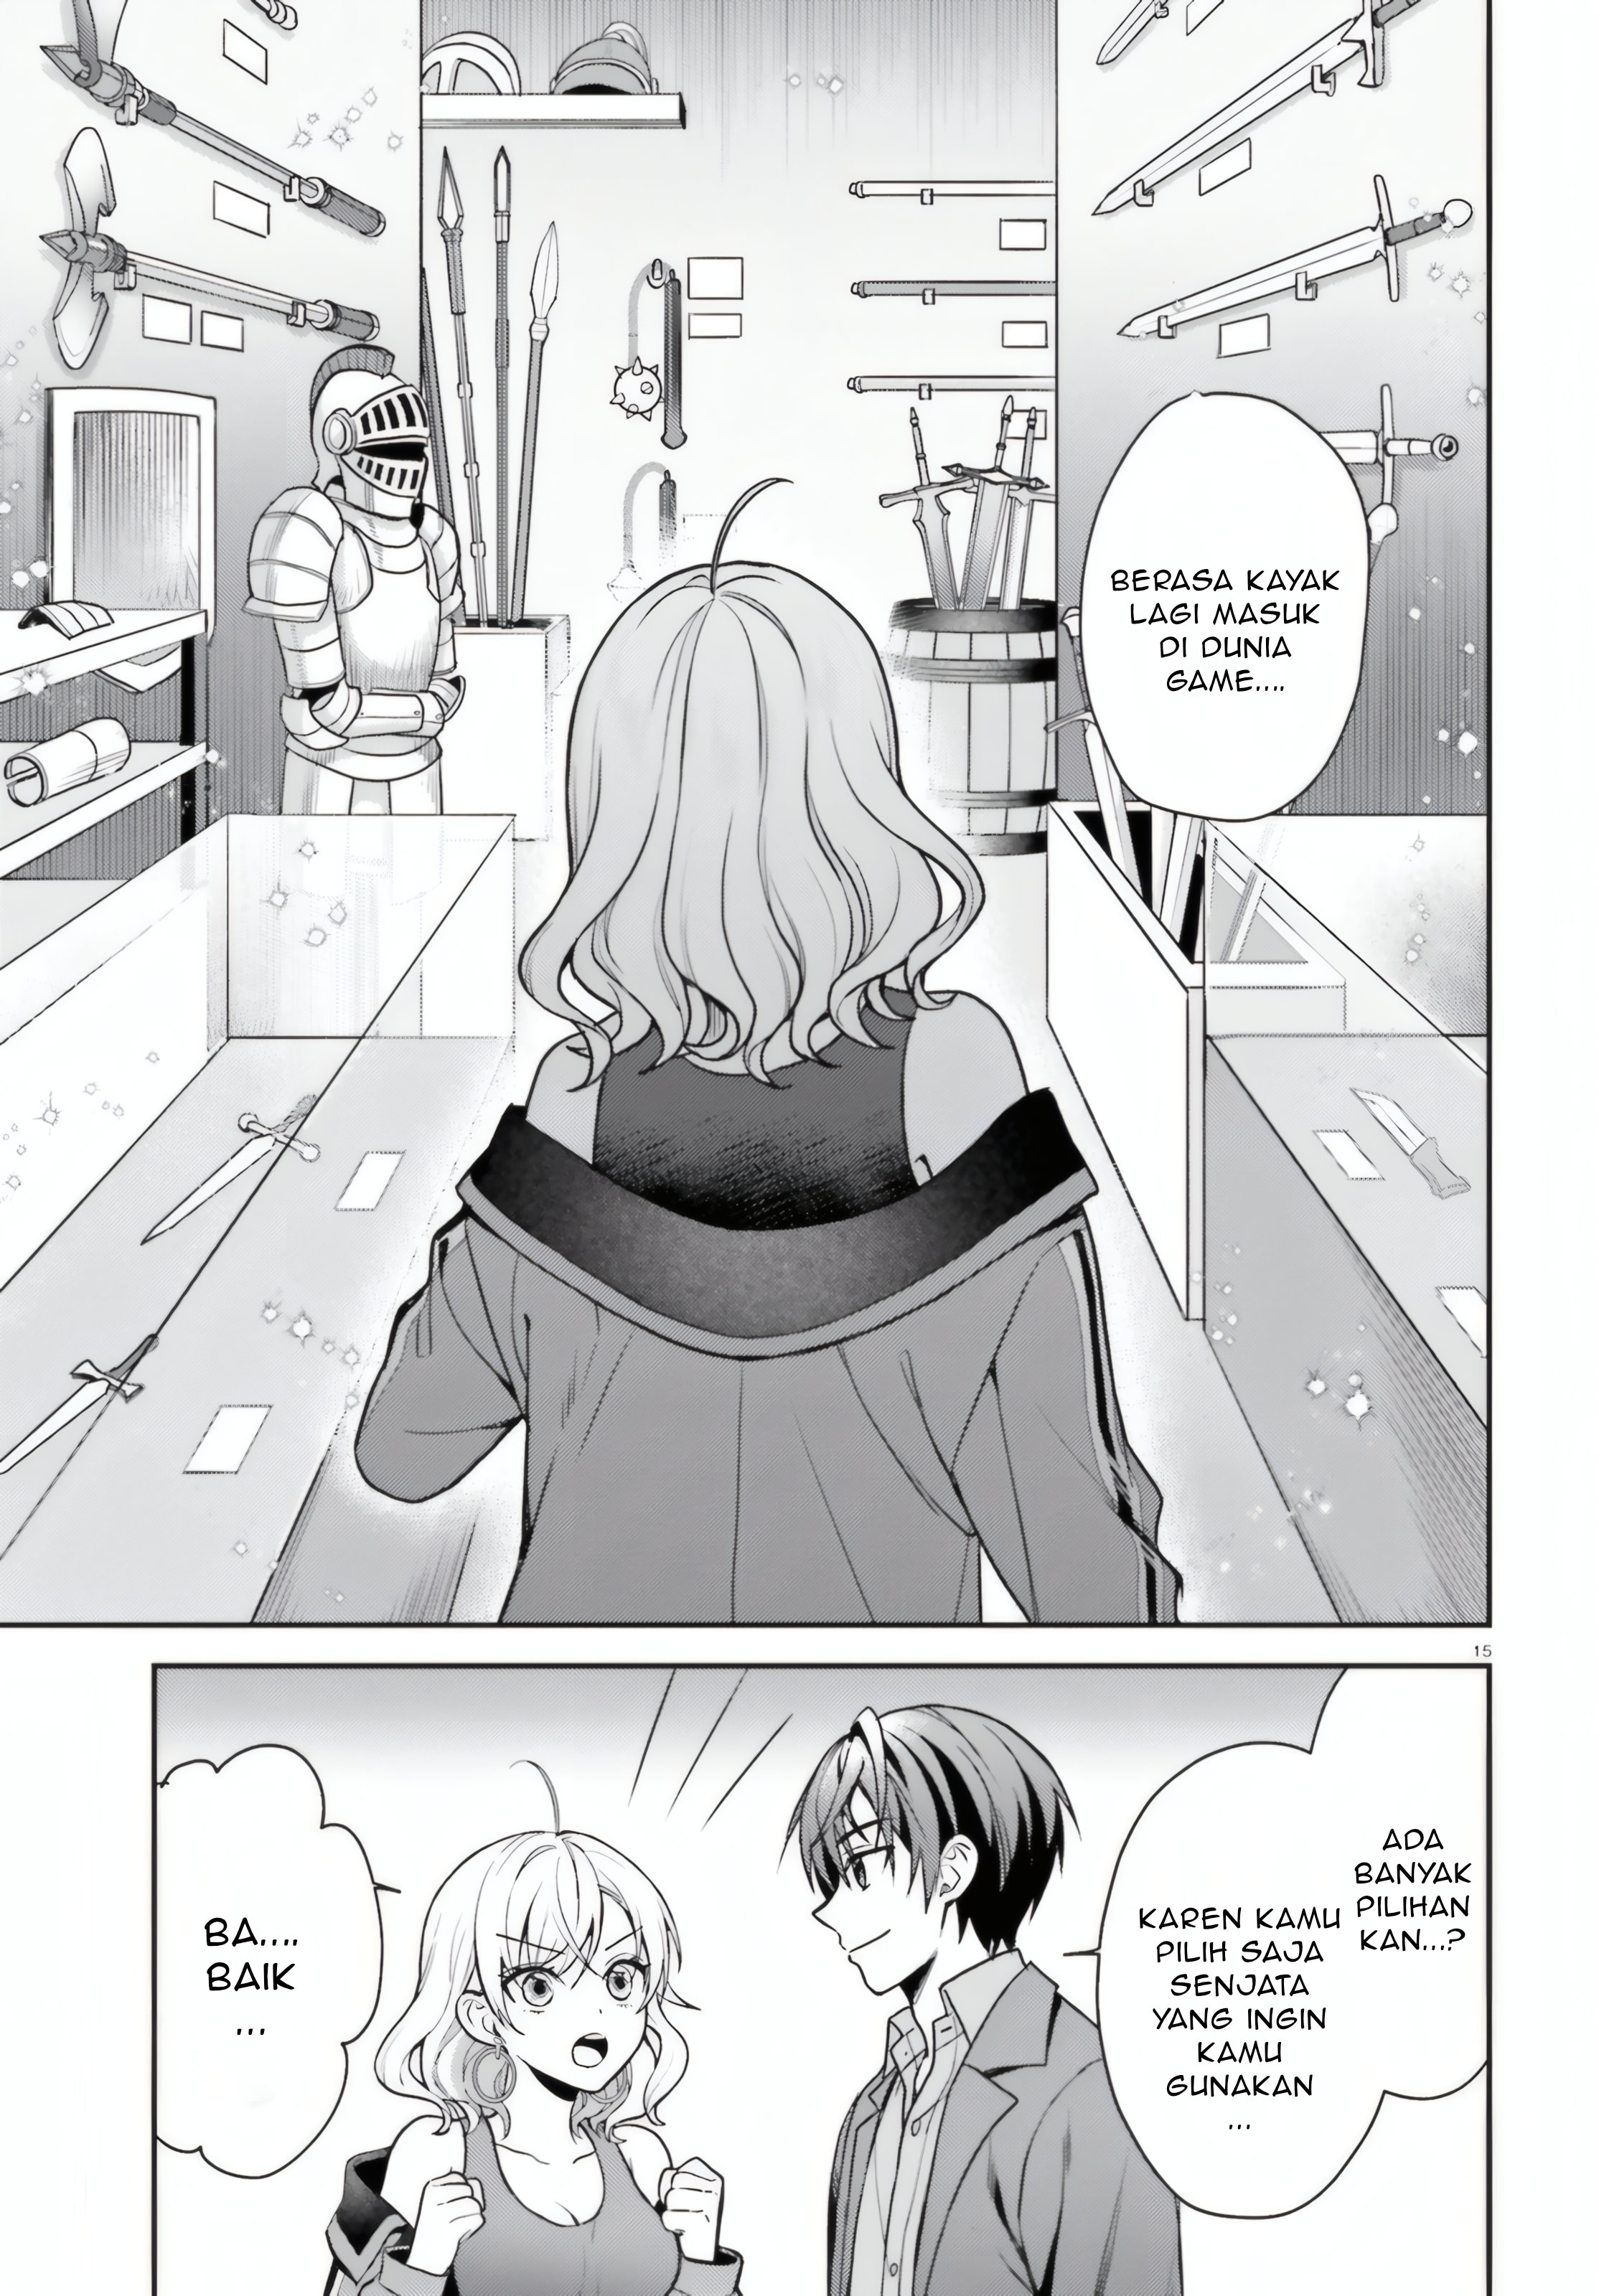 BERASA KAYAK
LAGI MASUK
DI DUNIA
GAME....
15
ADA
BANYAK
PILIHAN
KAN...?
KAREN KAMU
PILIH SAJA
SENJATA
YANG INGIN
KAMU
GUNAKAN
...
BA....
BAIK
...